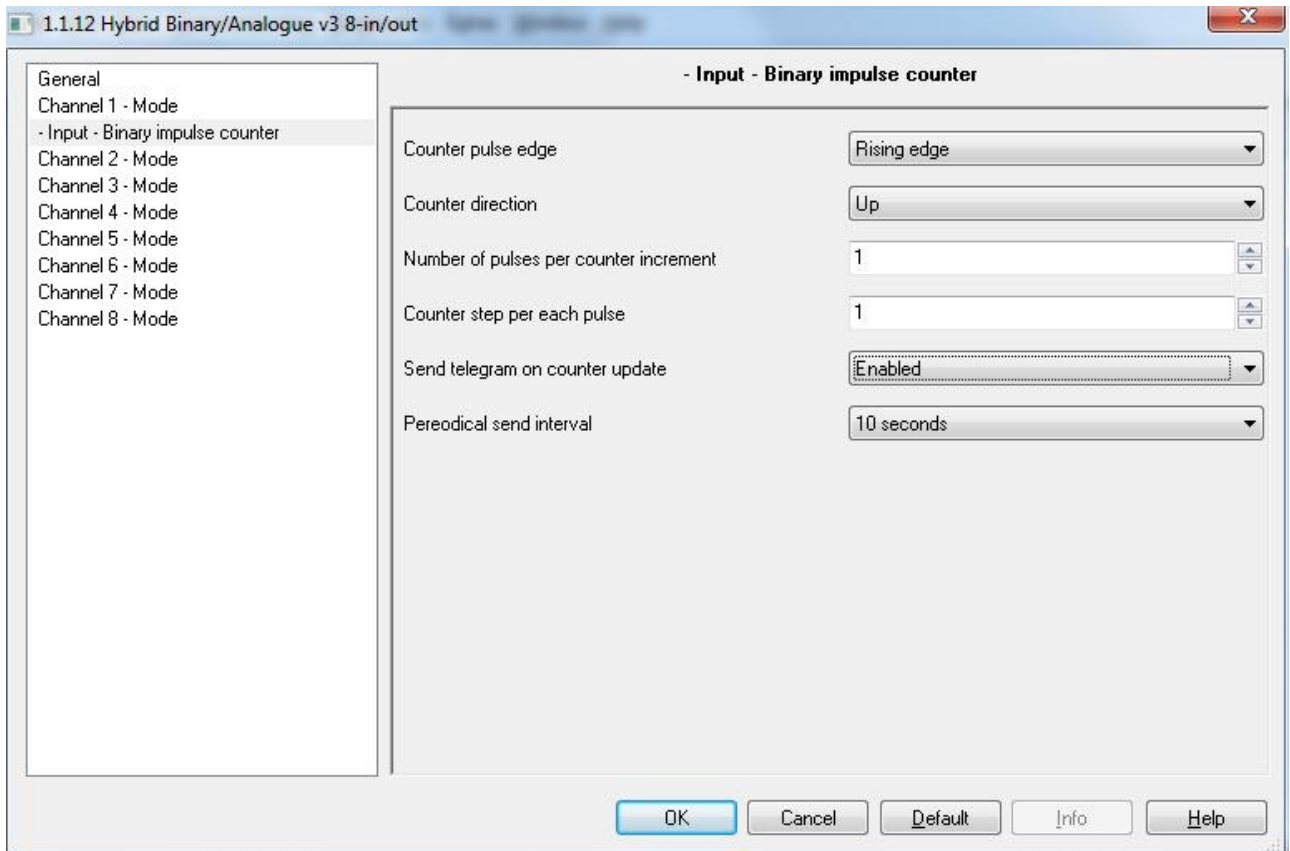 1.1.12 Hybrid Binary/Analogue v3 8-in/out
General
Channel 1 - Mode
- Input - Binary impulse counter
Channel 2 - Mode
Channel 3 - Mode
Channel 4 - Mode
Channel 5 - Mode
Channel 6 - Mode
Channel 7 - Mode
Channel 8 - Mode
- Input - Binary impulse counter
Counter pulse edge Rising edge
Counter direction Up
Number of pulses per counter increment 1
Counter step per each pulse 1
Send telegram on counter update Enabled
Pereodical send interval 10 seconds
OK Cancel Default Info Help